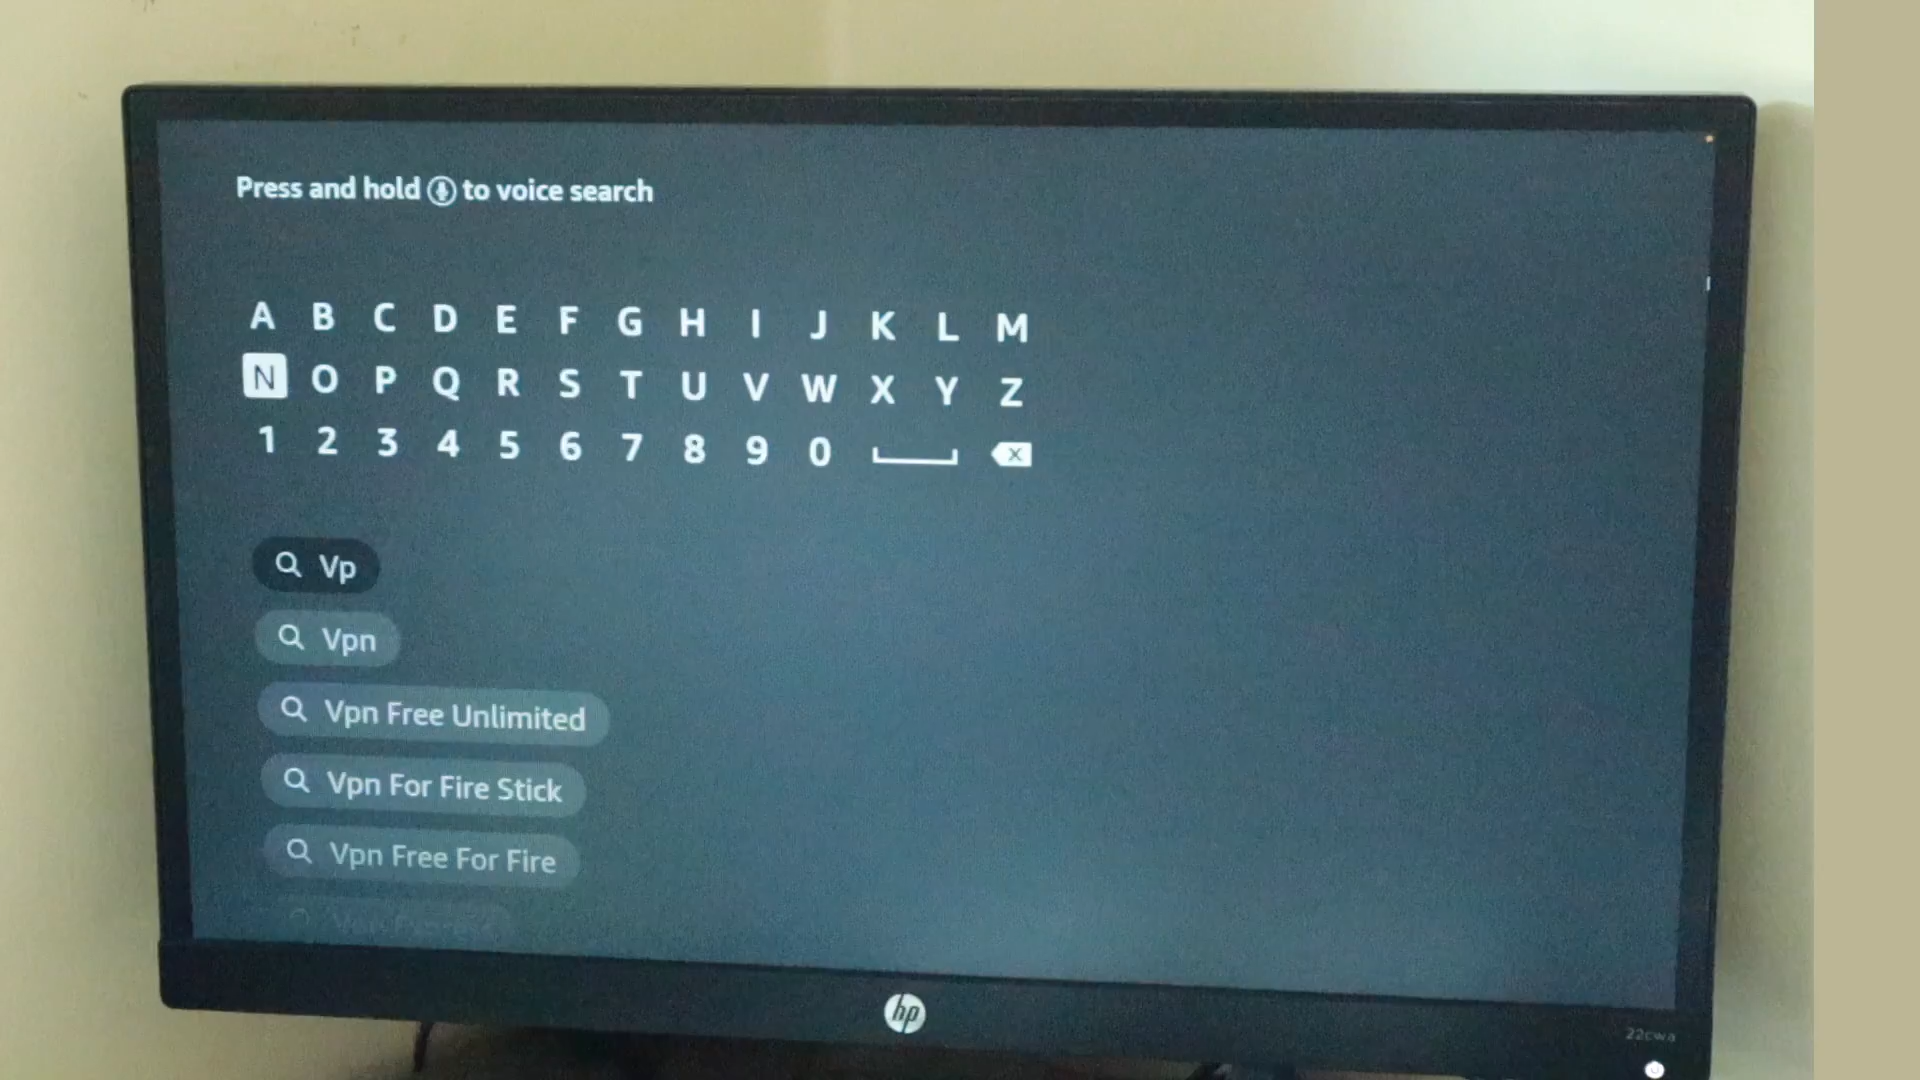 Press and hold to voice search
A B C D E F G H I J K L M
N O P Q R S T U V W X Y Z
1 2 3 4 5 6 7 8 9 0
Vp
Vpn
Vpn Free Unlimited
Vpn For Fire Stick
Vpn Free For Fire
hp
22cwa